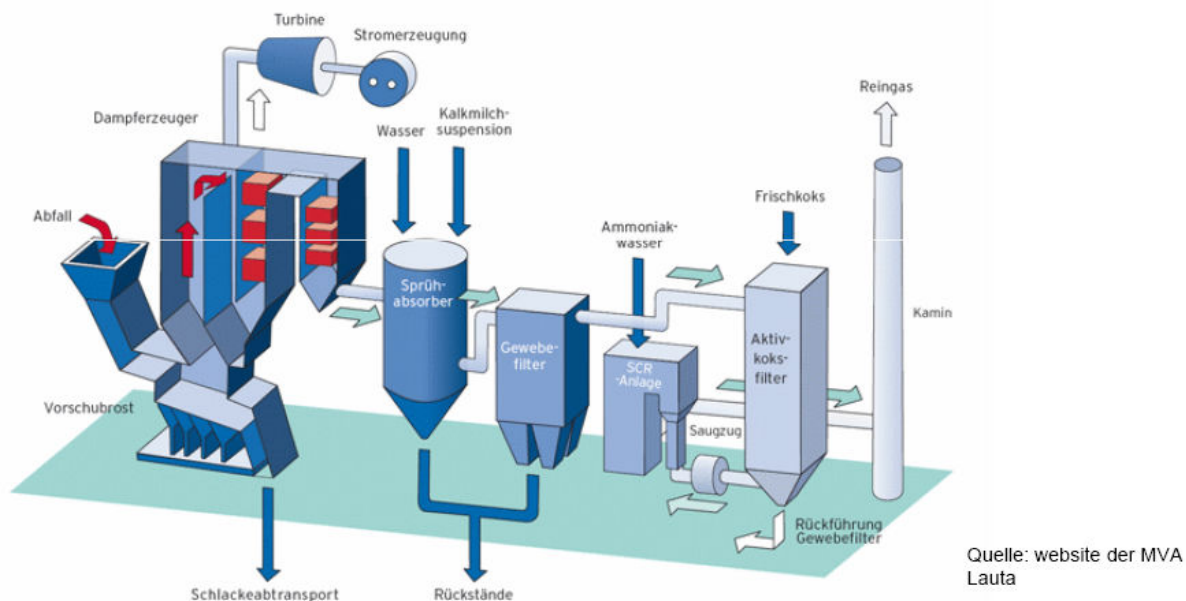 Turbine
Stromerzeugung
Dampferzeuger
Wasser
Kalkmilch-
suspension
Reingas
Abfall
Ammoniak-
wasser
Frischkoks
Sprüh-
absorber
Gewebe-
filter
SCR
-Anlage
Aktiv-
koks-
filter
Kamin
Vorschubrost
Saugzug
Rückführung
Gewebefilter
Schlackeabtransport
Rückstände
Quelle: website der MVA
Lauta